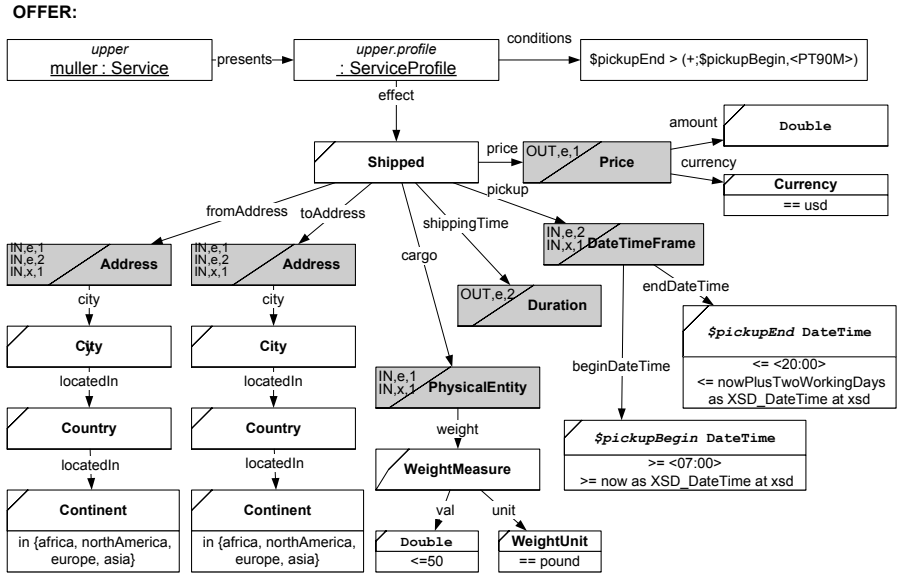 OFFER:
upper
muller : Service
presents
upper.profile
: ServiceProfile
conditions
$pickupEnd > (+;$pickupBegin,<PT90M>)
effect
Shipped
price
OUT,e,1
Price
amount
Double
currency
Currency
== usd
fromAddress
toAddress
cargo
shippingTime
pickup
IN,e,1
IN,e,2
IN,x,1
Address
IN,e,1
IN,e,2
IN,x,1
Address
IN,e,2
IN,x,1
DateTimeFrame
OUT,e,2
Duration
beginDateTime
endDateTime
$pickupEnd DateTime
<= <20:00>
<= nowPlusTwoWorkingDays
as XSD_DateTime at xsd
$pickupBegin DateTime
>= <07:00>
>= now as XSD_DateTime at xsd
city
City
locatedIn
Country
locatedIn
Continent
in {africa, northAmerica,
europe, asia}
city
City
locatedIn
Country
locatedIn
Continent
in {africa, northAmerica,
europe, asia}
IN,e,1
IN,x,1
PhysicalEntity
weight
WeightMeasure
val
unit
Double
<=50
WeightUnit
== pound